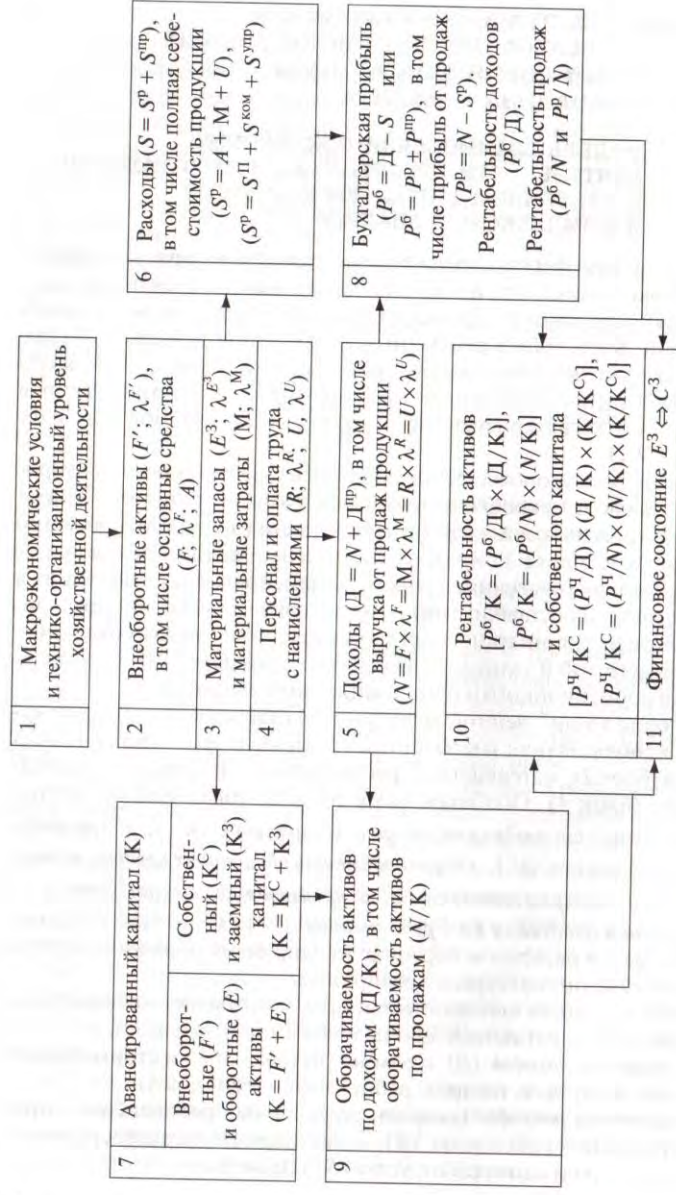 1
Макроэкономические условия
и технико-организационный уровень
хозяйственной деятельности
2
Внеоборотные активы (F′; λ^F′),
в том числе основные средства
(F; λ^F; A)
3
Материальные запасы (E^З; λ^E^З)
и материальные затраты (М; λ^М)
4
Персонал и оплата труда
с начислениями (R; λ^R; U, λ^U)
5
Доходы (Д = N + Д^пр), в том числе
выручка от продаж продукции
(N = F × λ^F = М × λ^М = R × λ^R = U × λ^U)
6
Расходы (S = S^р + S^пр),
в том числе полная себе-
стоимость продукции
(S^р = A + М + U),
(S^р = S^п + S^ком + S^упр)
7
Авансированный капитал (К)
Внеоборот-
ные (F′)
и оборотные (E)
активы
(К = F′ + E)
Собствен-
ный (К^С)
и заемный (К^З)
капитал
(К = К^С + К^З)
8
Бухгалтерская прибыль
(P^б = Д − S или
P^б = P^р ± P^пр), в том
числе прибыль от продаж
(P^р = N − S^р),
Рентабельность доходов
(P^б/Д);
Рентабельность продаж
P^б/N и P^р/N)
9
Оборачиваемость активов
по доходам (Д/К), в том числе
оборачиваемость активов
по продажам (N/К)
10
Рентабельность активов
[P^б/К = (P^б/Д) × (Д/К)],
[P^б/К = (P^б/N × (N/К)]
и собственного капитала
[P^ч/К^С = (P^ч/Д) × (Д/К) × (К/К^С)],
[P^ч/К^С = (P^ч/N) × (N/К) × (К/К^С)]
11
Финансовое состояние E^З ⇔ C^З